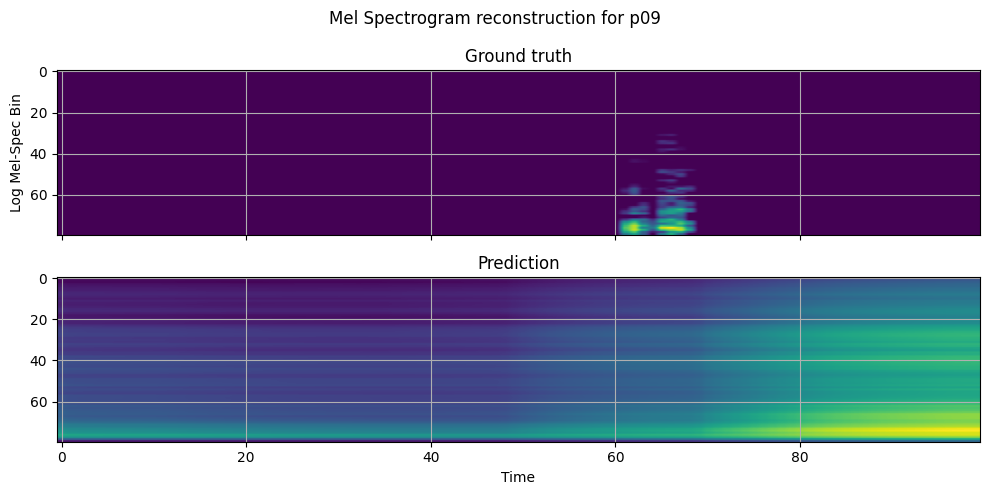 Mel Spectrogram reconstruction for p09
Ground truth
Log Mel-Spec Bin
0
20
40
60
Prediction
0
20
40
60
0 20 40 60 80
Time